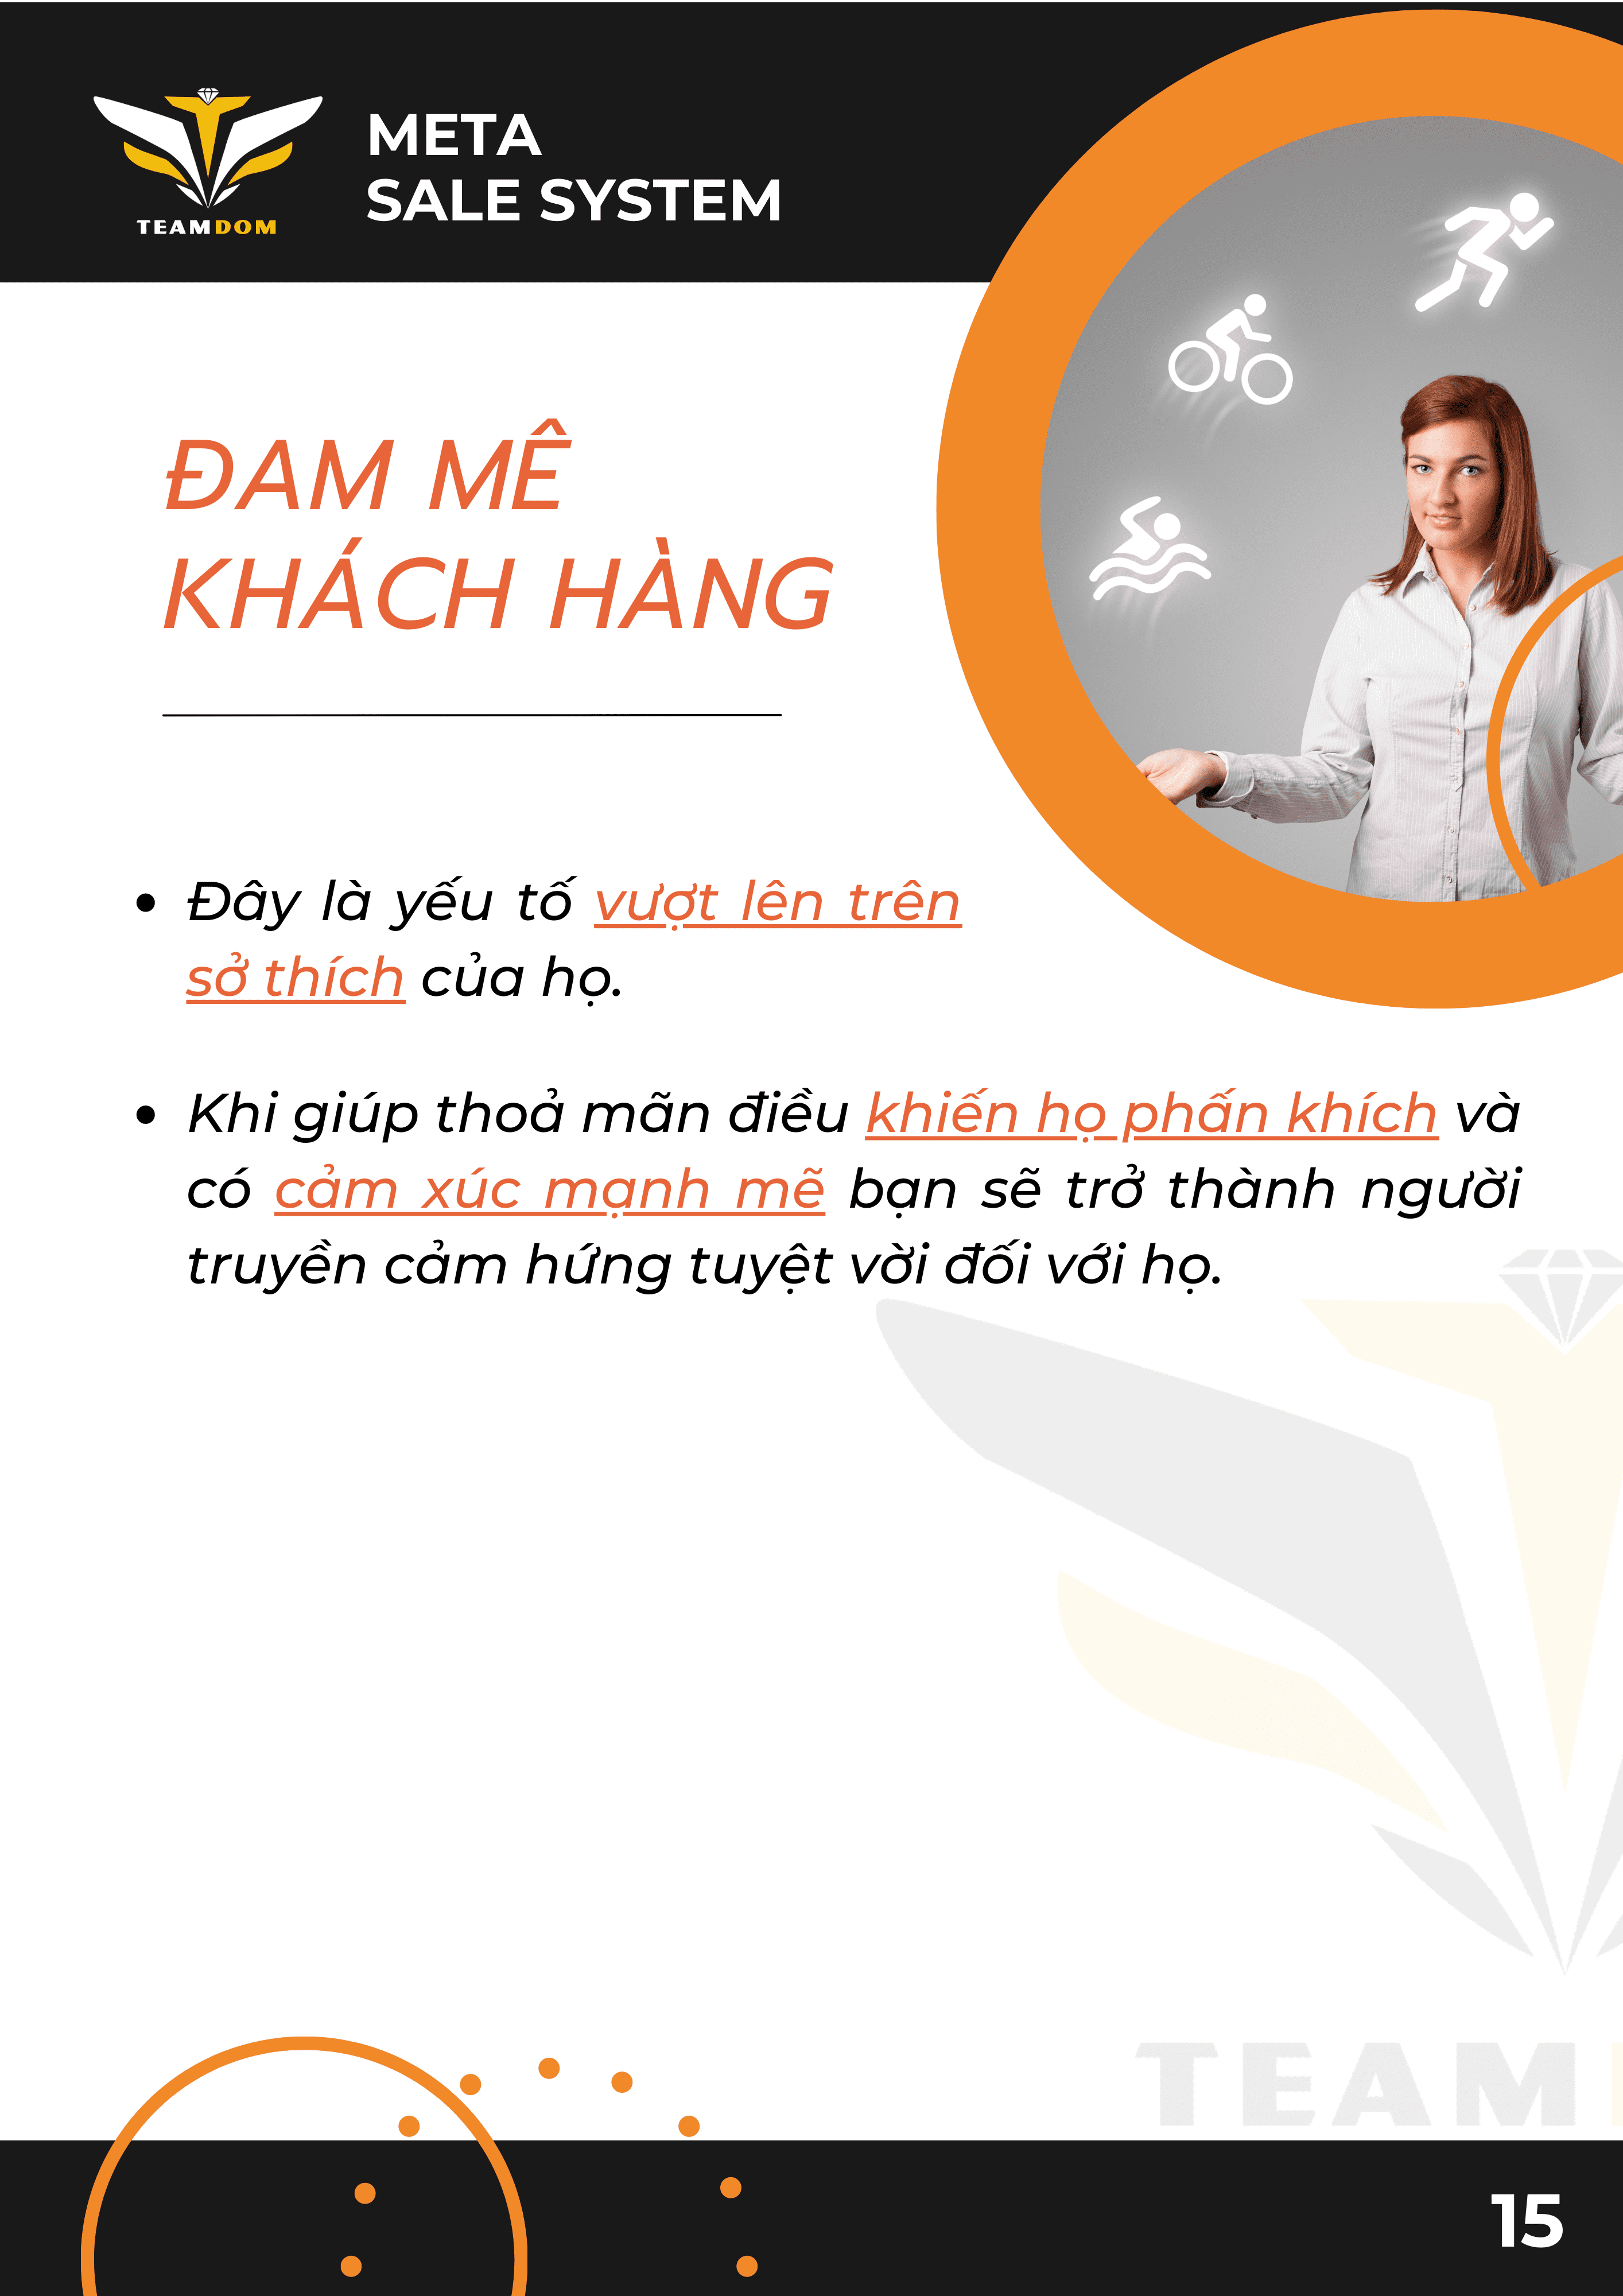 META
SALE SYSTEM
TEAMDOM
ĐAM MÊ
KHÁCH HÀNG
Đây là yếu tố vượt lên trên
sở thích của họ.
Khi giúp thoả mãn điều khiến họ phấn khích và
có cảm xúc mạnh mẽ bạn sẽ trở thành người
truyền cảm hứng tuyệt vời đối với họ.
TEAM
15